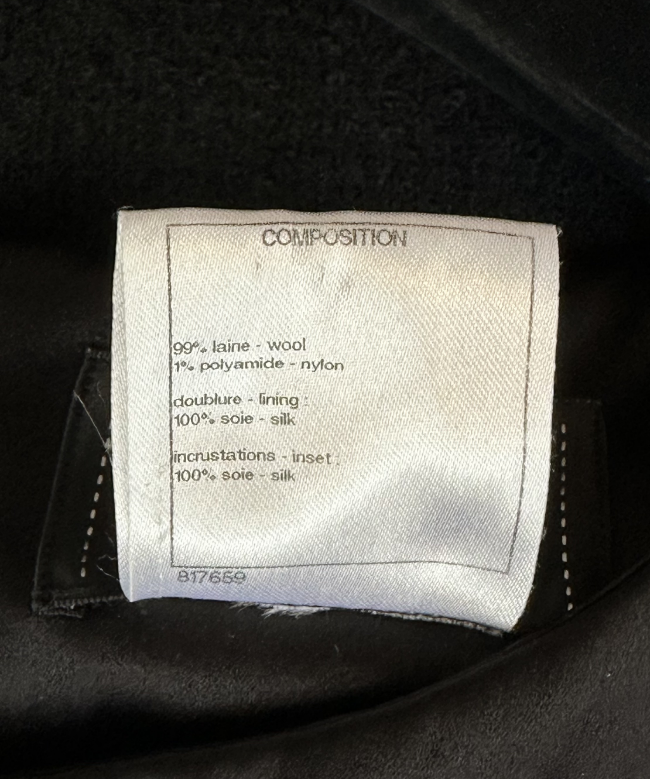 COMPOSITION
99% laine - wool
1% polyamide - nylon
doublure - lining :
100% soie - silk
incrustations - inset :
100% soie - silk
817659